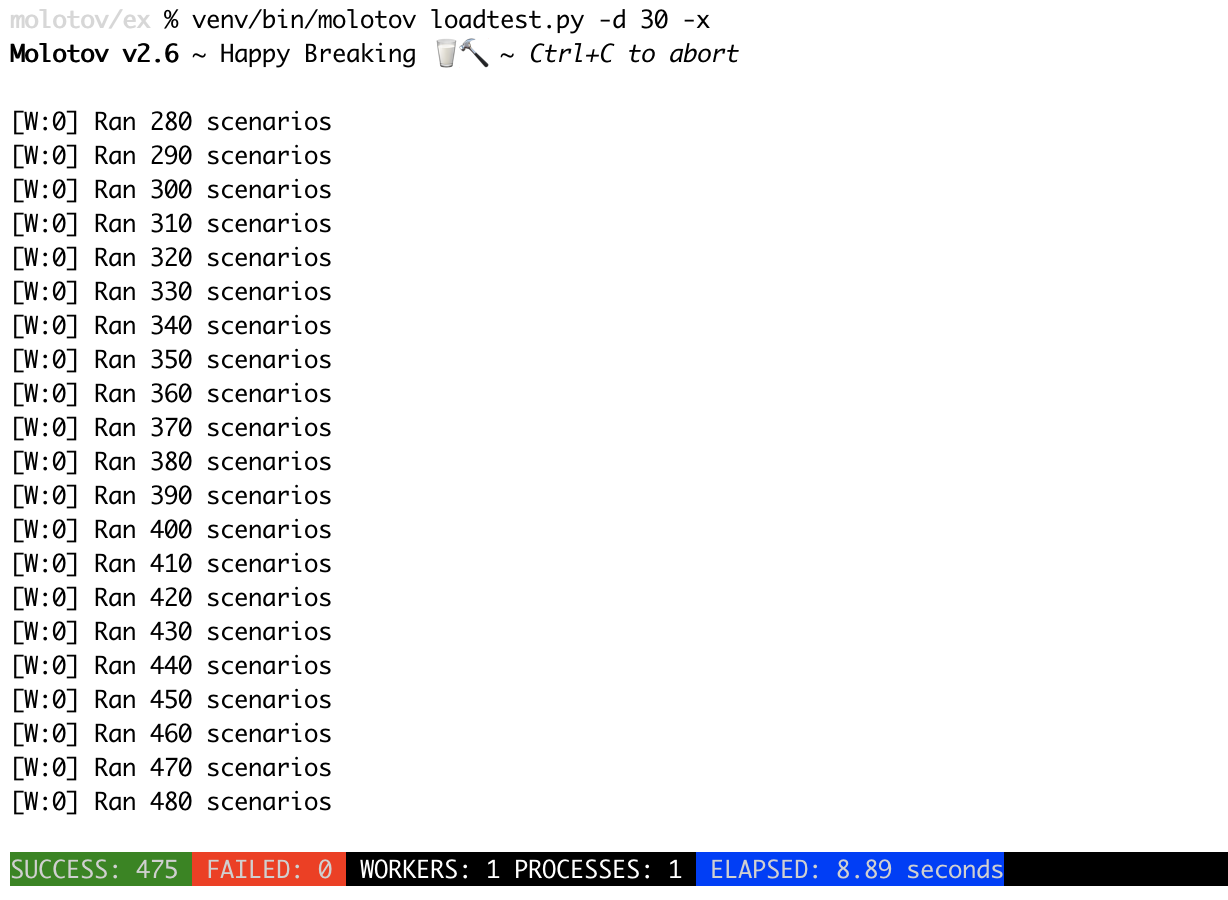 molotov/ex % venv/bin/molotov loadtest.py -d 30 -x
Molotov v2.6 ~ Happy Breaking 🥛🔨 ~ Ctrl+C to abort
[W:0] Ran 280 scenarios
[W:0] Ran 290 scenarios
[W:0] Ran 300 scenarios
[W:0] Ran 310 scenarios
[W:0] Ran 320 scenarios
[W:0] Ran 330 scenarios
[W:0] Ran 340 scenarios
[W:0] Ran 350 scenarios
[W:0] Ran 360 scenarios
[W:0] Ran 370 scenarios
[W:0] Ran 380 scenarios
[W:0] Ran 390 scenarios
[W:0] Ran 400 scenarios
[W:0] Ran 410 scenarios
[W:0] Ran 420 scenarios
[W:0] Ran 430 scenarios
[W:0] Ran 440 scenarios
[W:0] Ran 450 scenarios
[W:0] Ran 460 scenarios
[W:0] Ran 470 scenarios
[W:0] Ran 480 scenarios
SUCCESS: 475 FAILED: 0 WORKERS: 1 PROCESSES: 1 ELAPSED: 8.89 seconds